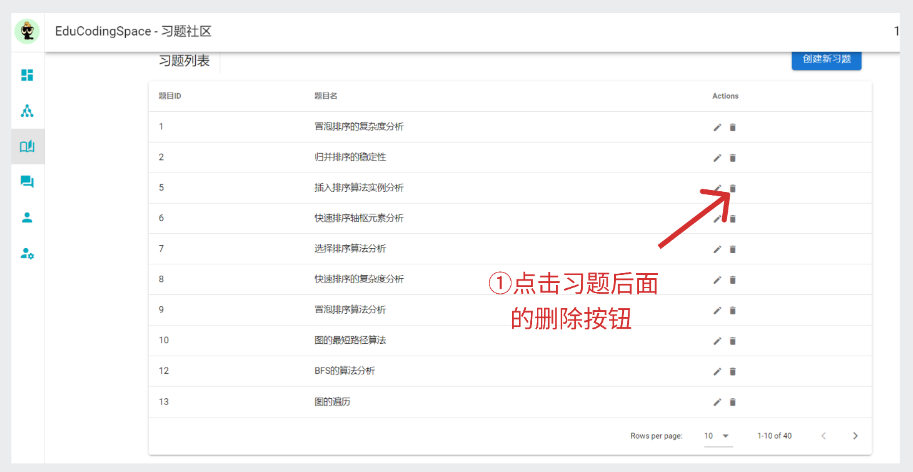 EduCodingSpace - 习题社区
1
习题列表
创建新习题
题目ID 题目名 Actions
1 冒泡排序的复杂度分析
2 归并排序的稳定性
5 插入排序算法实例分析
6 快速排序轴枢元素分析
7 选择排序算法分析
8 快速排序的复杂度分析
9 冒泡排序算法分析
10 图的最短路径算法
12 BFS的算法分析
13 图的遍历
①点击习题后面
的删除按钮
Rows per page: 10 1-10 of 40